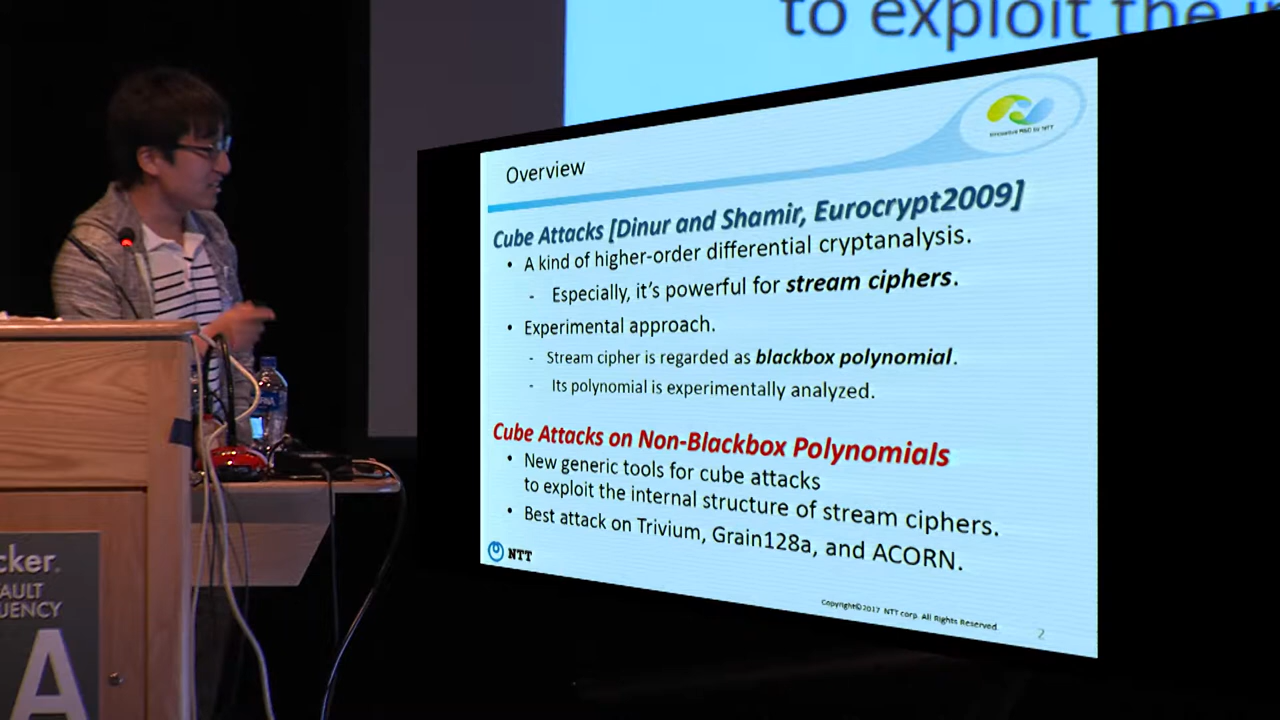 to exploit the
Innovative R&D by NTT
Overview
Cube Attacks [Dinur and Shamir, Eurocrypt2009]
• A kind of higher-order differential cryptanalysis.
- Especially, it's powerful for stream ciphers.
• Experimental approach.
- Stream cipher is regarded as blackbox polynomial.
- Its polynomial is experimentally analyzed.
Cube Attacks on Non-Blackbox Polynomials
• New generic tools for cube attacks
to exploit the internal structure of stream ciphers.
• Best attack on Trivium, Grain128a, and ACORN.
NTT
Copyright©2017 NTT corp. All Rights Reserved.
2
cker.
AULT
UENCY
A